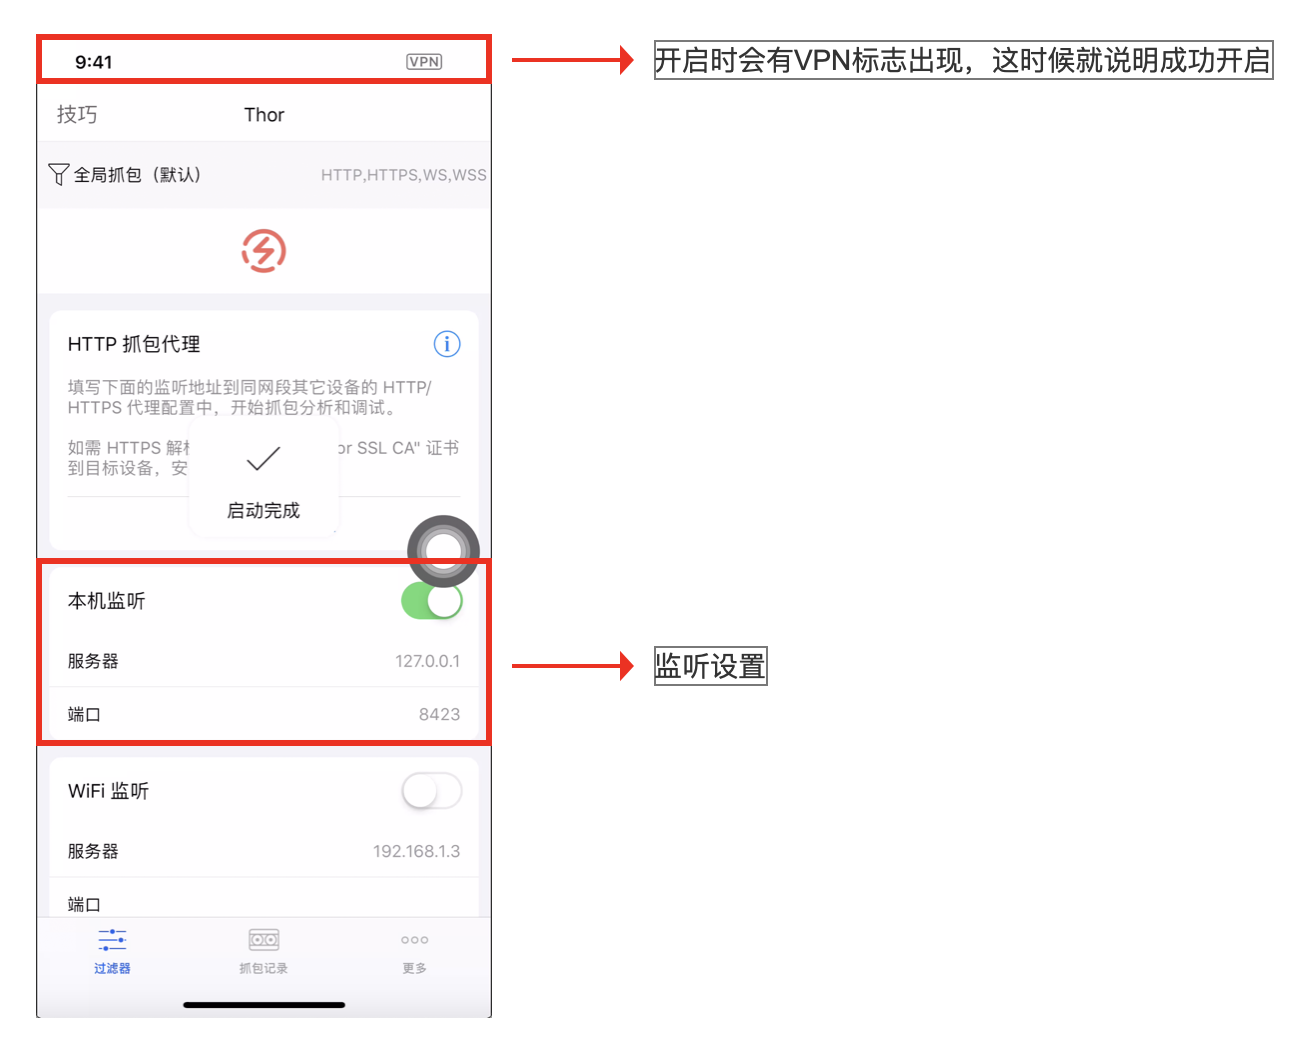 9:41 VPN
开启时会有VPN标志出现，这时候就说明成功开启
技巧 Thor
全局抓包（默认） HTTP,HTTPS,WS,WSS
HTTP 抓包代理
填写下面的监听地址到同网段其它设备的 HTTP/
HTTPS 代理配置中，开始抓包分析和调试。
如需 HTTPS 解 or SSL CA" 证书
到目标设备，安
启动完成
本机监听
服务器 127.0.0.1
监听设置
端口 8423
WiFi 监听
服务器 192.168.1.3
端口
过滤器 抓包记录 更多